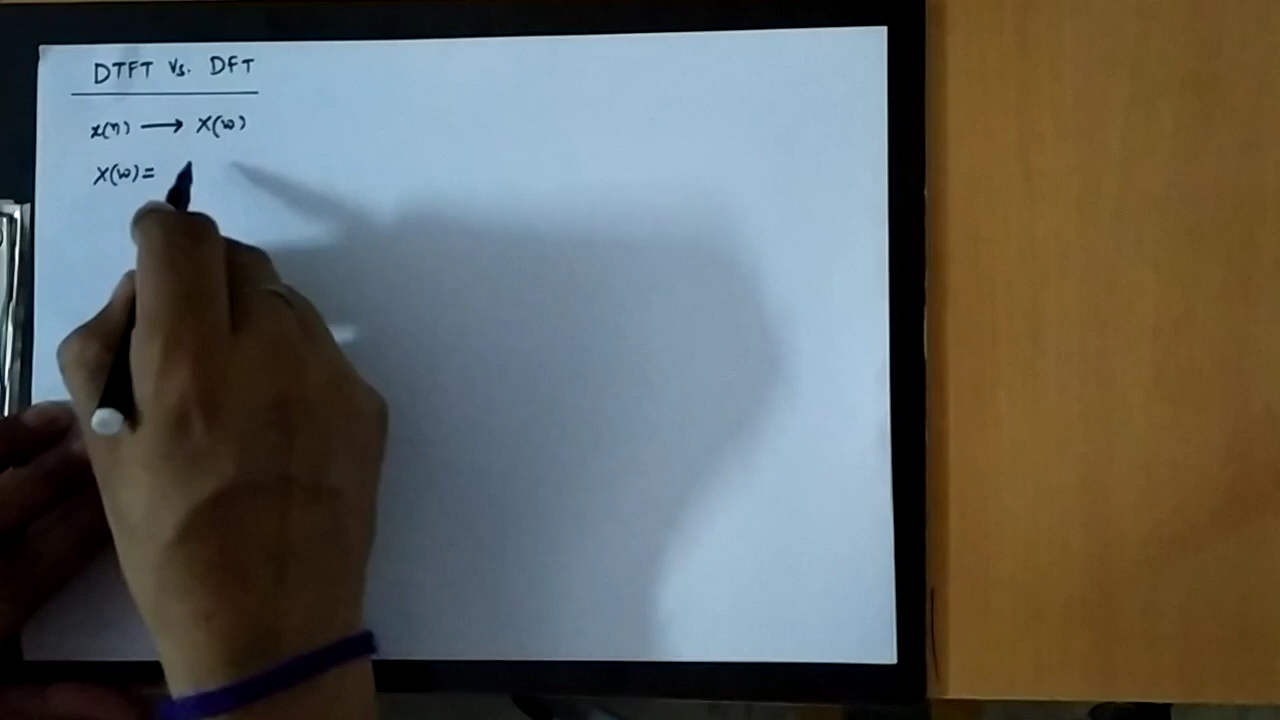 DTFT Vs. DFT
x(n) → X(ω)
X(ω) =